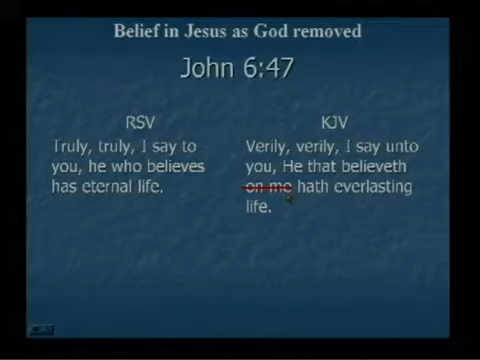 Belief in Jesus as God removed
John 6:47
RSV
Truly, truly, I say to
you, he who believes
has eternal life.
KJV
Verily, verily, I say unto
you, He that believeth
on me hath everlasting
life.